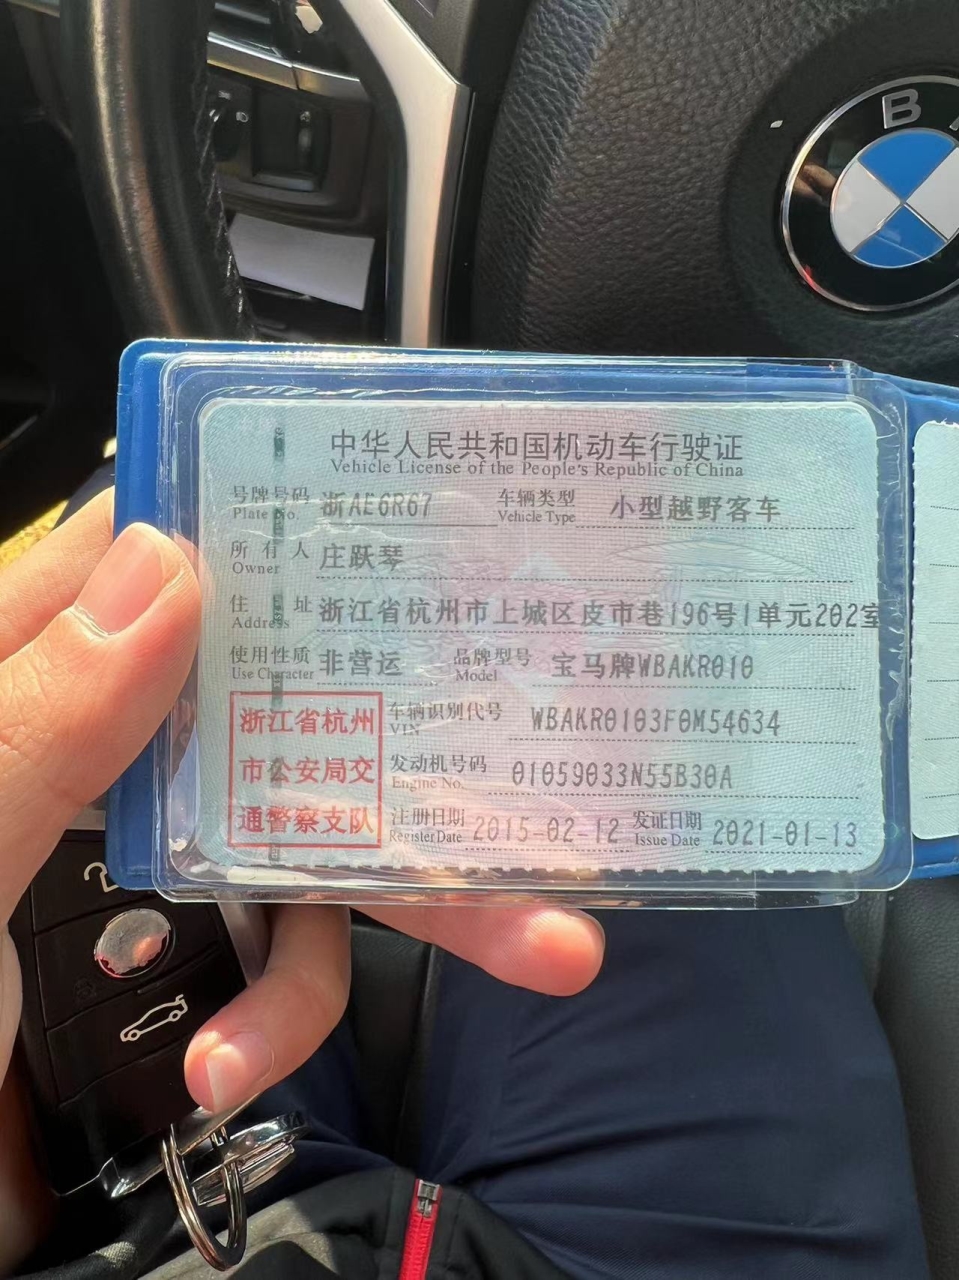 B
中华人民共和国机动车行驶证
Vehicle License of the People's Republic of China
号牌号码 浙AE6R67 车辆类型 小型越野客车
Plate No. Vehicle Type
所有人 庄跃琴
Owner
住址 浙江省杭州市上城区皮市巷196号1单元202室
Address
使用性质 非营运 品牌型号 宝马牌WBAKR010
Use Character Model
浙江省杭州 车辆识别代号 WBAKR0103F0M54634
VIN
市公安局交 发动机号码 01059033N55B30A
Engine No.
通警察支队 注册日期 2015-02-12 发证日期 2021-01-13
Register Date Issue Date